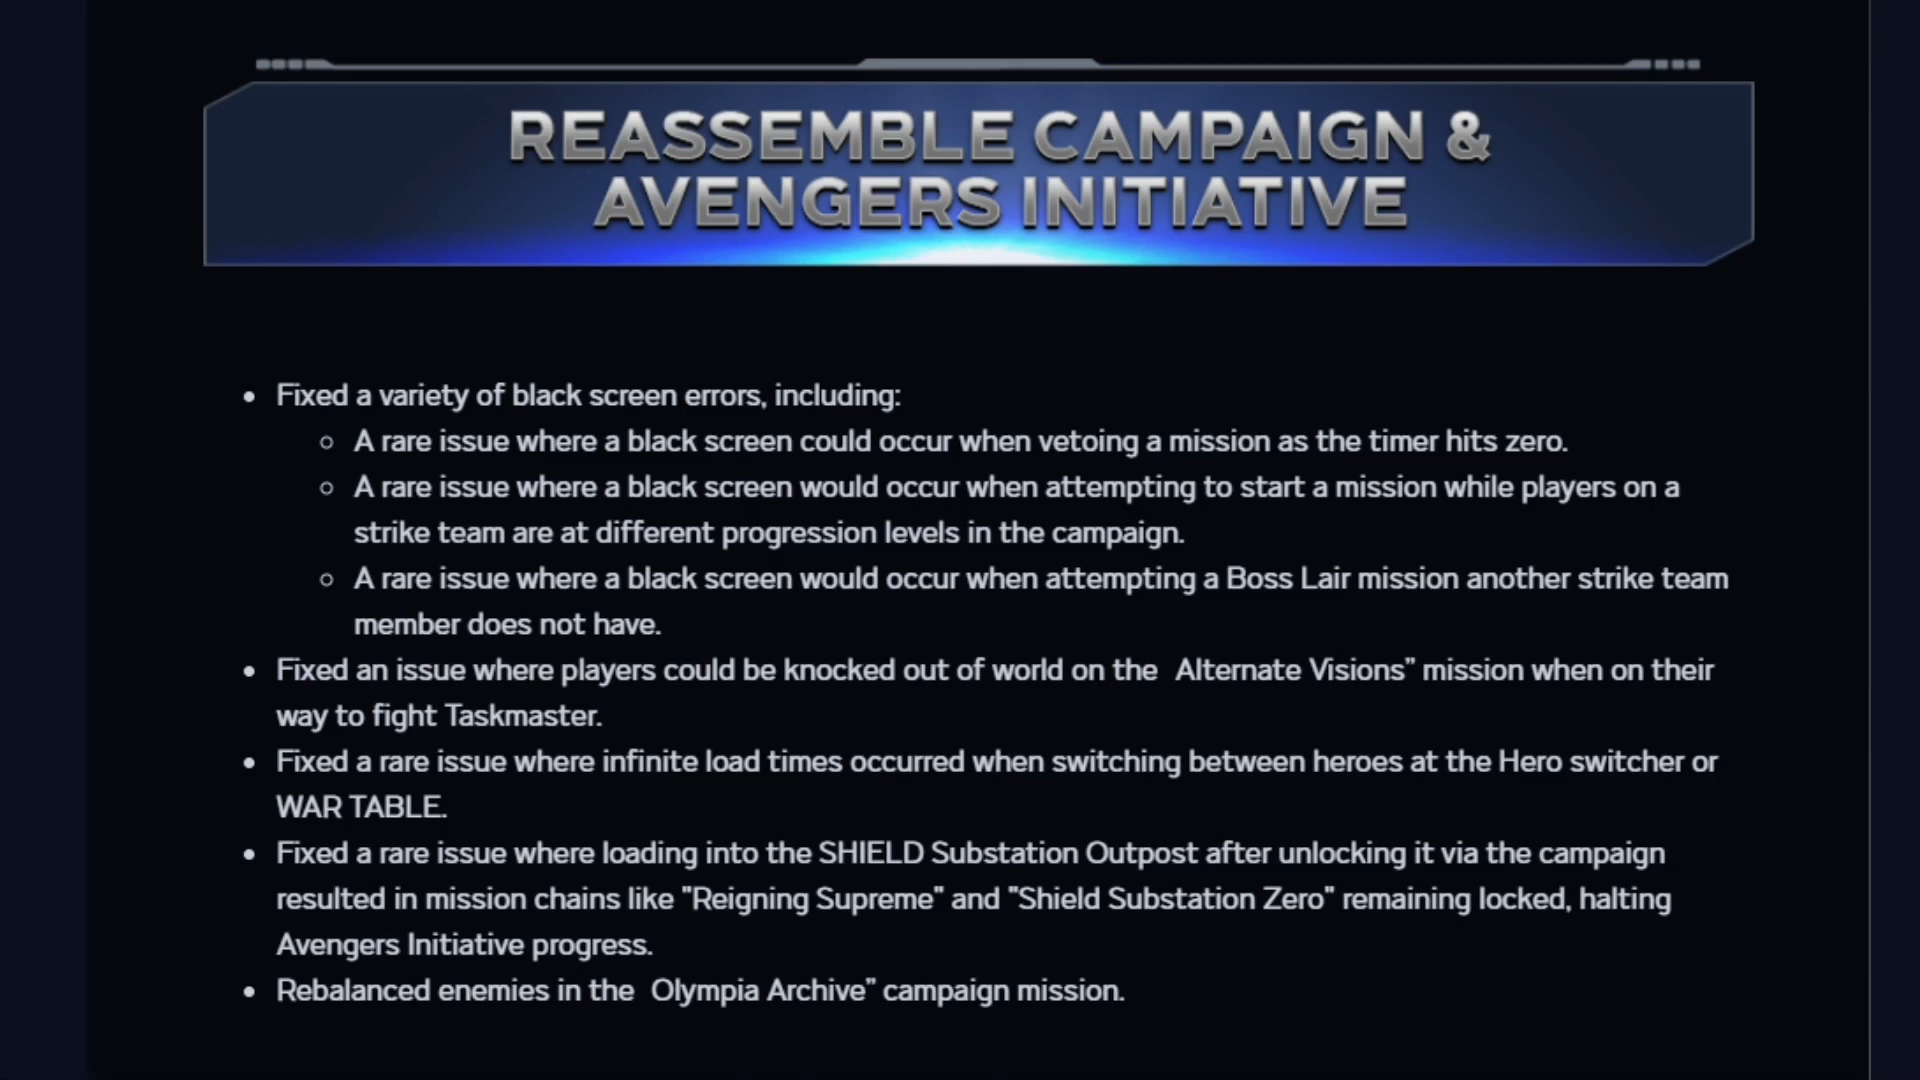 REASSEMBLE CAMPAIGN &
AVENGERS INITIATIVE
• Fixed a variety of black screen errors, including:
○ A rare issue where a black screen could occur when vetoing a mission as the timer hits zero.
○ A rare issue where a black screen would occur when attempting to start a mission while players on a
strike team are at different progression levels in the campaign.
○ A rare issue where a black screen would occur when attempting a Boss Lair mission another strike team
member does not have.
• Fixed an issue where players could be knocked out of world on the  Alternate Visions” mission when on their
way to fight Taskmaster.
• Fixed a rare issue where infinite load times occurred when switching between heroes at the Hero switcher or
WAR TABLE.
• Fixed a rare issue where loading into the SHIELD Substation Outpost after unlocking it via the campaign
resulted in mission chains like "Reigning Supreme" and "Shield Substation Zero" remaining locked, halting
Avengers Initiative progress.
• Rebalanced enemies in the  Olympia Archive” campaign mission.